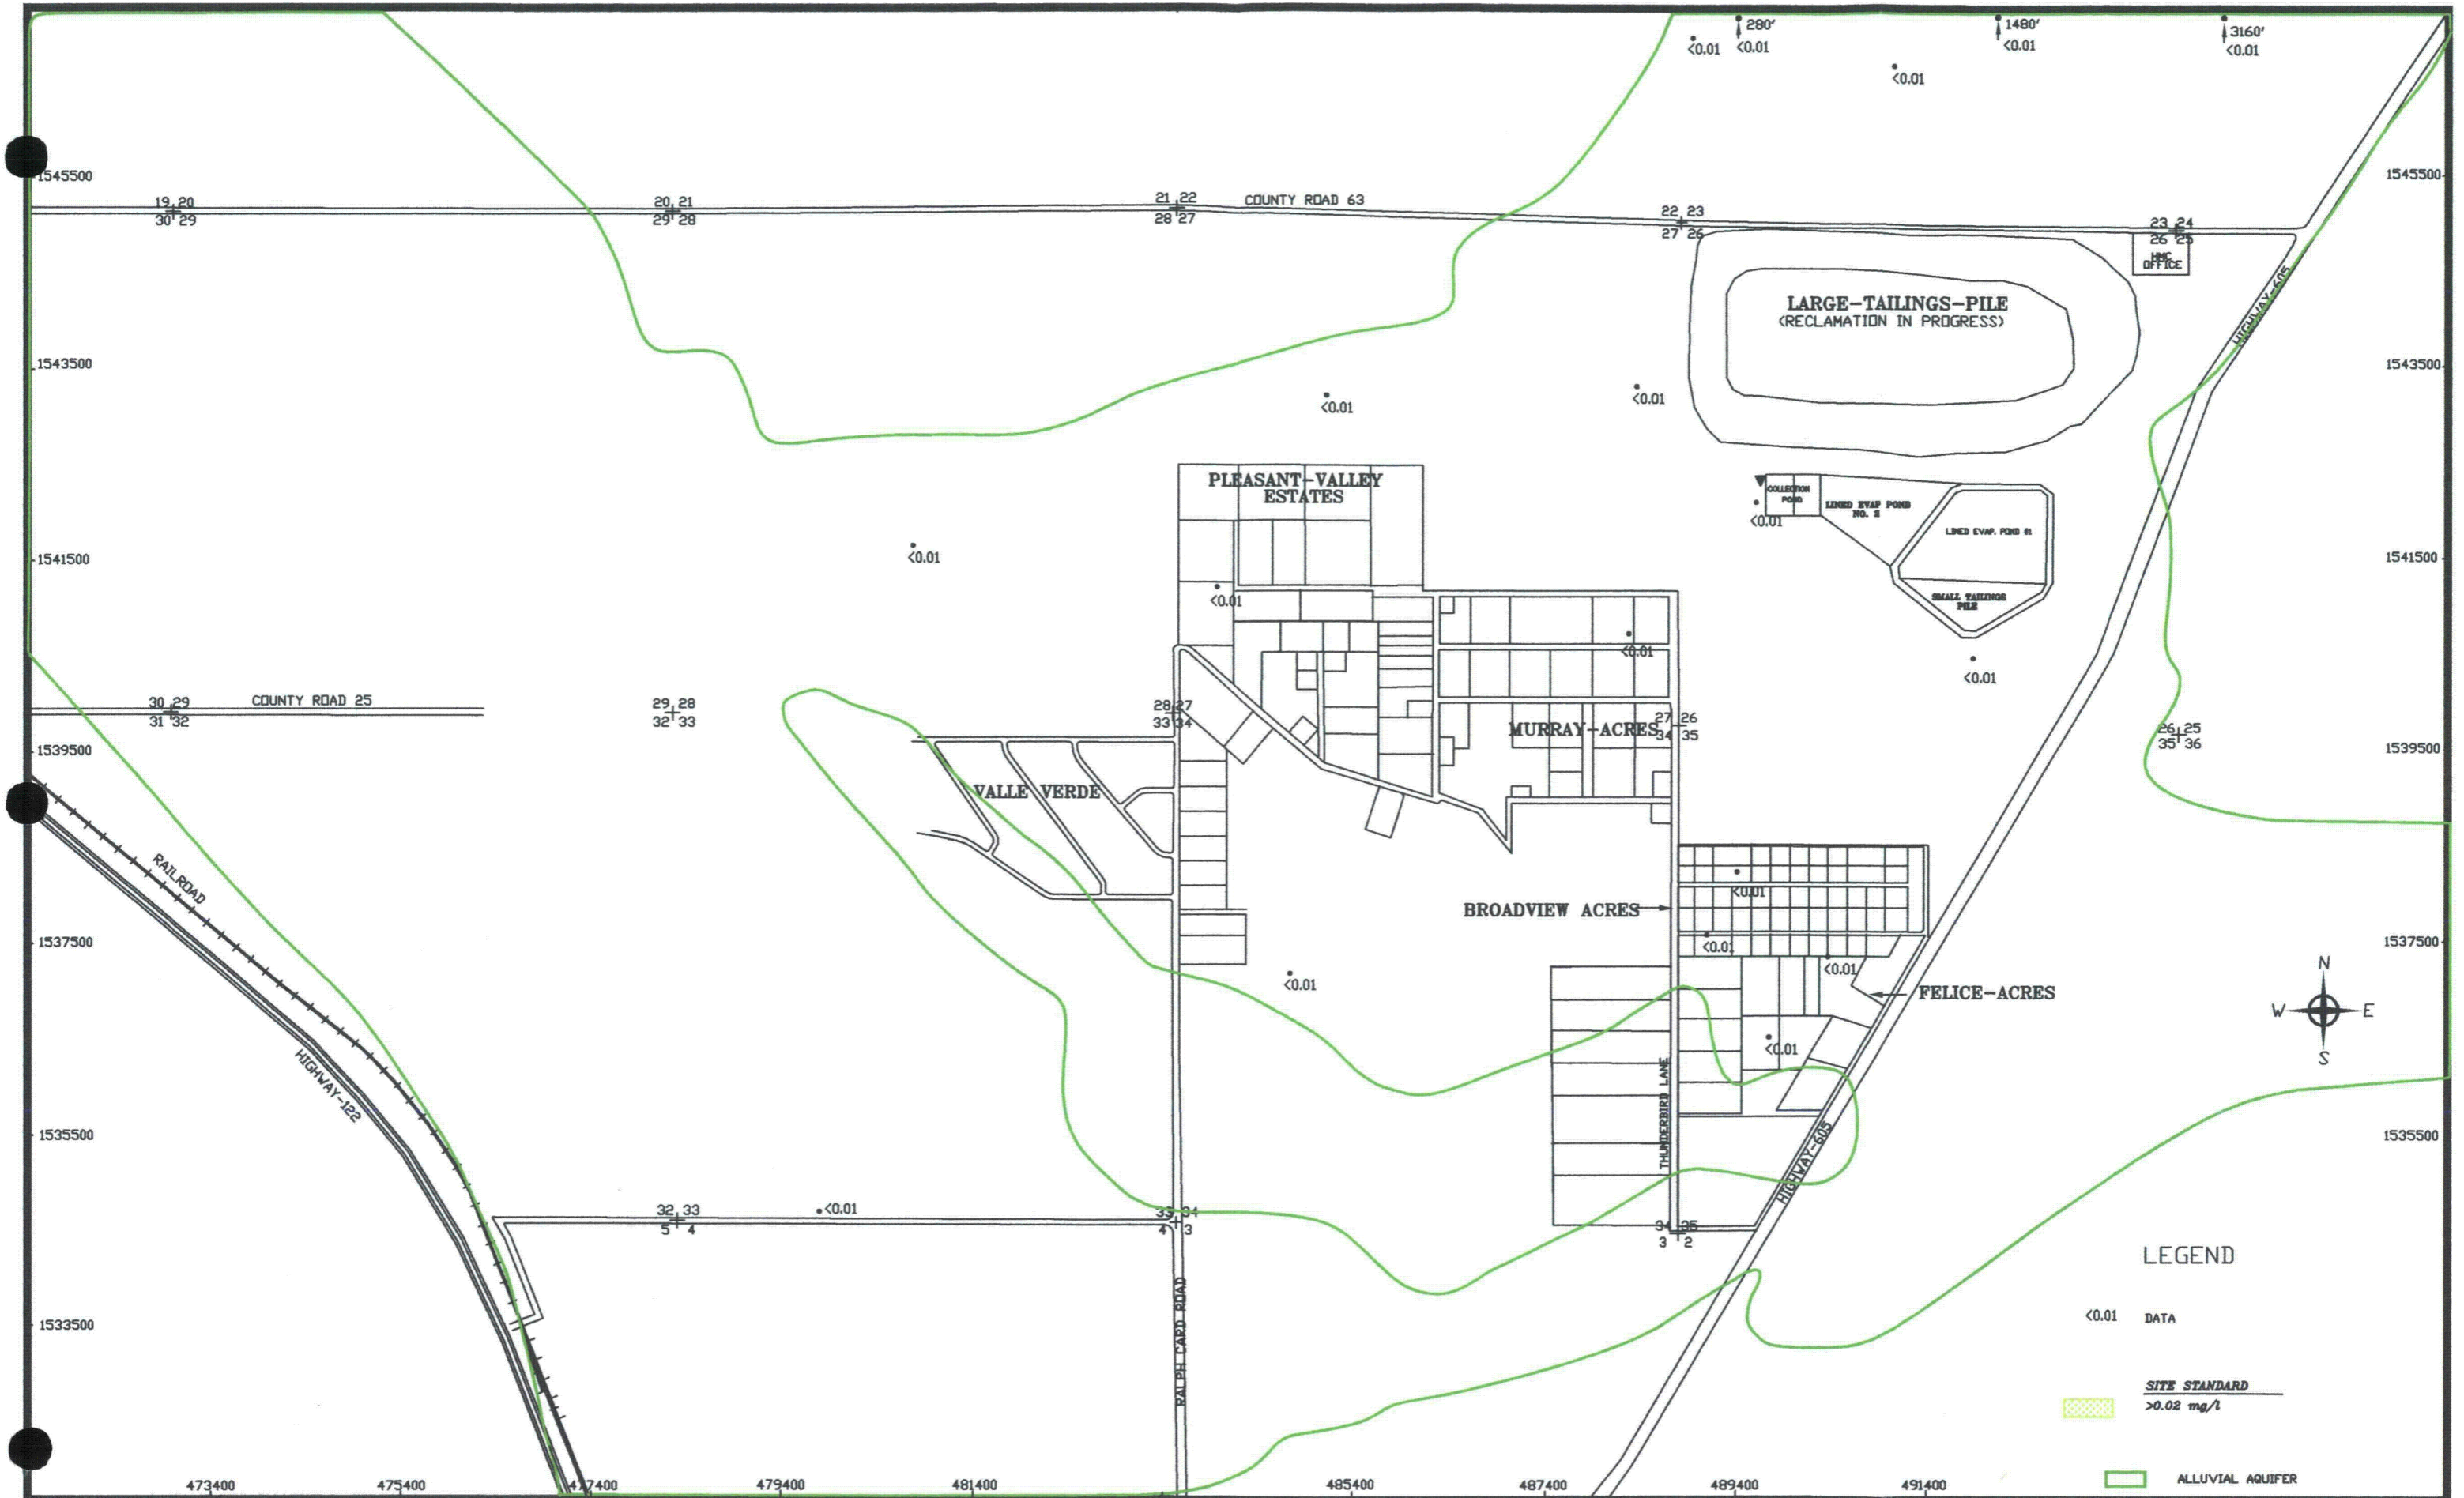 280'
1480'
3160'
<0.01
<0.01
<0.01
<0.01
<0.01
1545500
1545500
19 20
30 29
20 21
29 28
21 22
28 27
COUNTY ROAD 63
22 23
27 26
23 24
26 25
HMC
OFFICE
HIGHWAY-605
LARGE-TAILINGS-PILE
(RECLAMATION IN PROGRESS)
1543500
1543500
<0.01
<0.01
PLEASANT-VALLEY
ESTATES
COLLECTION
POND
<0.01
LINED EVAP POND
NO. 2
LINED EVAP. POND #1
SMALL TAILINGS
PILE
1541500
1541500
<0.01
<0.01
<0.01
<0.01
30 29
31 32
COUNTY ROAD 25
29 28
32 33
28 27
33 34
MURRAY-ACRES
27 26
34 35
26 25
35 36
1539500
1539500
VALLE VERDE
RAILROAD
<0.01
BROADVIEW ACRES
1537500
1537500
<0.01
<0.01
<0.01
FELICE-ACRES
N
W E
S
HIGHWAY-122
<0.01
THUNDERBIRD LANE
HIGHWAY-605
1535500
1535500
32 33
5 4
<0.01
33 34
4 3
34 35
3 2
RALPH CARD ROAD
1533500
LEGEND
<0.01 DATA
SITE STANDARD
>0.02 mg/l
ALLUVIAL AQUIFER
473400
475400
477400
479400
481400
485400
487400
489400
491400